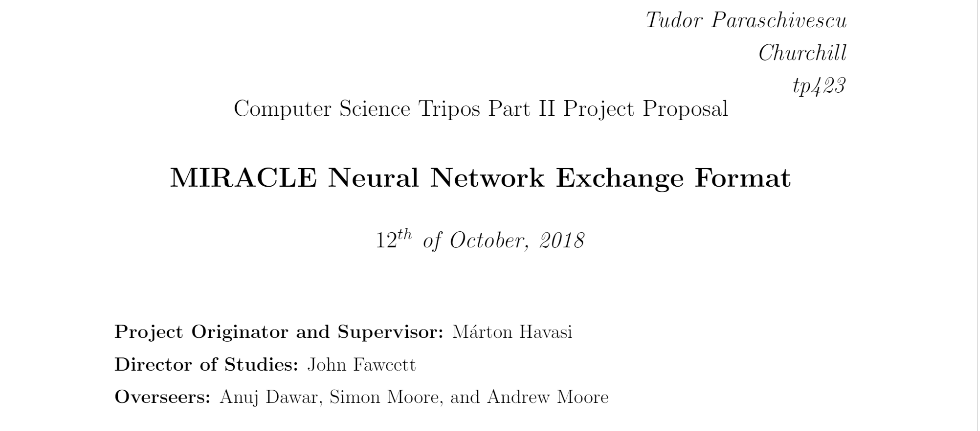 Tudor Paraschivescu
Churchill
tp423
Computer Science Tripos Part II Project Proposal
MIRACLE Neural Network Exchange Format
12th of October, 2018
Project Originator and Supervisor: Márton Havasi
Director of Studies: John Fawcett
Overseers: Anuj Dawar, Simon Moore, and Andrew Moore